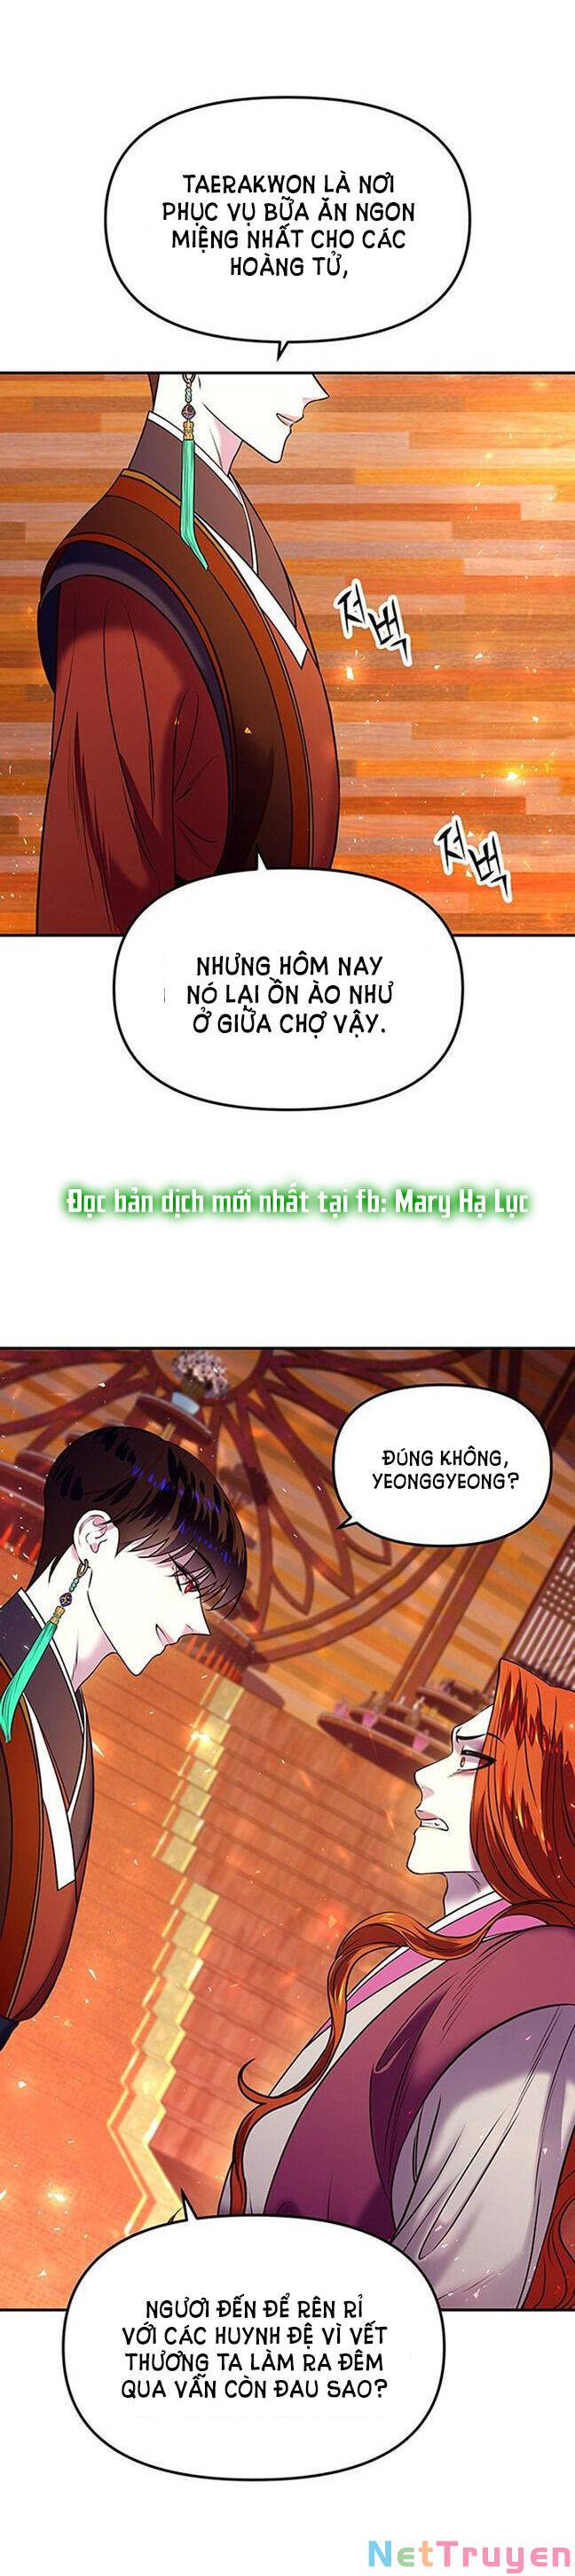 TAERAKWON LÀ NƠI
PHỤC VỤ BỮA ĂN NGON
MIỆNG NHẤT CHO CÁC
HOÀNG TỬ,
저벅
저벅
NHƯNG HÔM NAY
NÓ LẠI ỒN ÀO NHƯ
Ở GIỮA CHỢ VẬY.
Đọc bản dịch mới nhất tại fb: Mary Hạ Lục
ĐÚNG KHÔNG,
YEONGGYEONG?
NGƯƠI ĐẾN ĐỂ RÊN RỈ
VỚI CÁC HUYNH ĐỆ VÌ VẾT
THƯƠNG TA LÀM RA ĐÊM
QUA VẪN CÒN ĐAU SAO?
NetTruyen